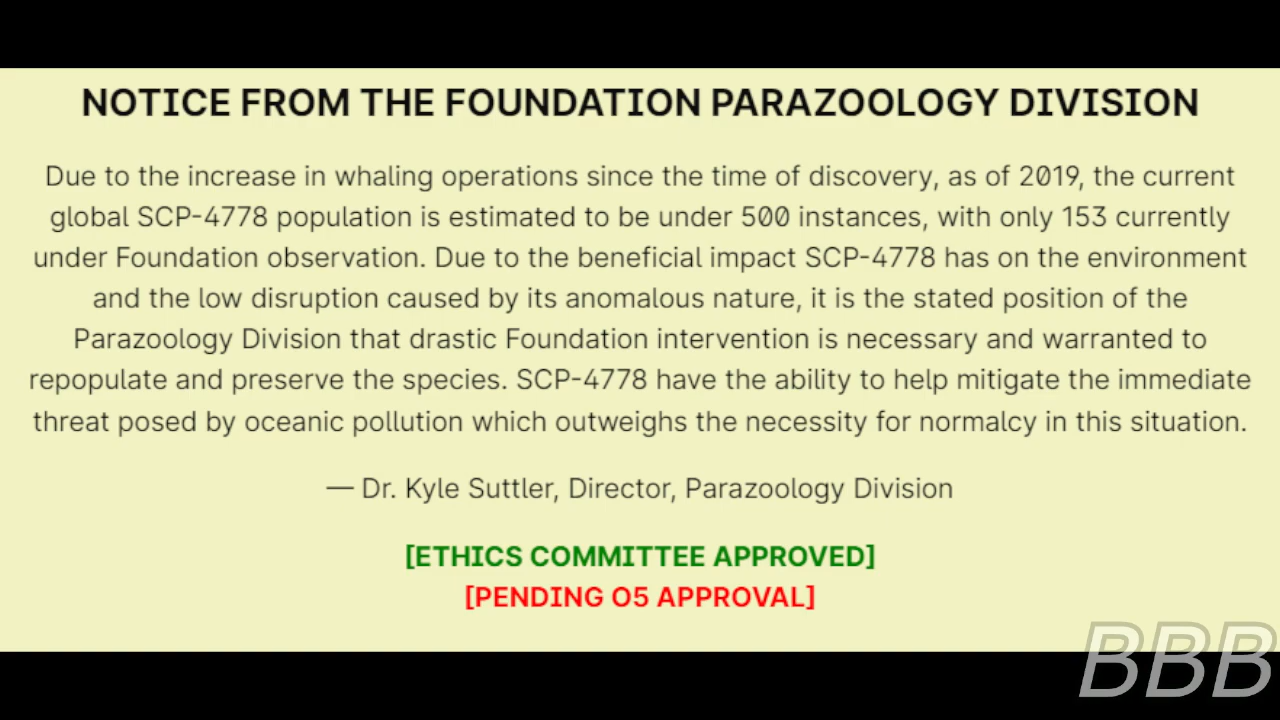 NOTICE FROM THE FOUNDATION PARAZOOLOGY DIVISION
Due to the increase in whaling operations since the time of discovery, as of 2019, the current
global SCP-4778 population is estimated to be under 500 instances, with only 153 currently
under Foundation observation. Due to the beneficial impact SCP-4778 has on the environment
and the low disruption caused by its anomalous nature, it is the stated position of the
Parazoology Division that drastic Foundation intervention is necessary and warranted to
repopulate and preserve the species. SCP-4778 have the ability to help mitigate the immediate
threat posed by oceanic pollution which outweighs the necessity for normalcy in this situation.
— Dr. Kyle Suttler, Director, Parazoology Division
[ETHICS COMMITTEE APPROVED]
[PENDING O5 APPROVAL]
BBB